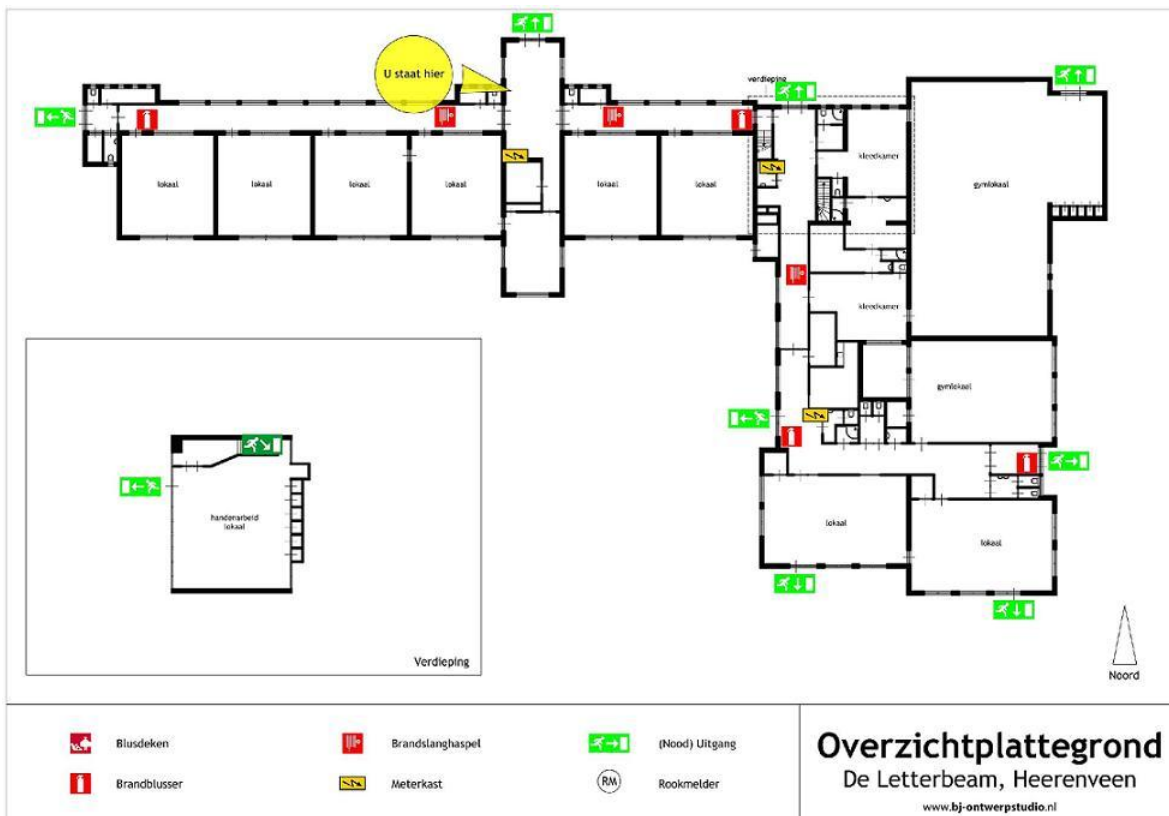 U staat hier
verdieping
lokaal
lokaal
lokaal
lokaal
lokaal
lokaal
kleedkamer
gymlokaal
kleedkamer
gymlokaal
lokaal
lokaal
handenarbeid
lokaal
Verdieping
Noord
Blusdeken
Brandslanghaspel
(Nood) Uitgang
Brandblusser
Meterkast
RM
Rookmelder
Overzichtplattegrond
De Letterbeam, Heerenveen
www.bj-ontwerpstudio.nl